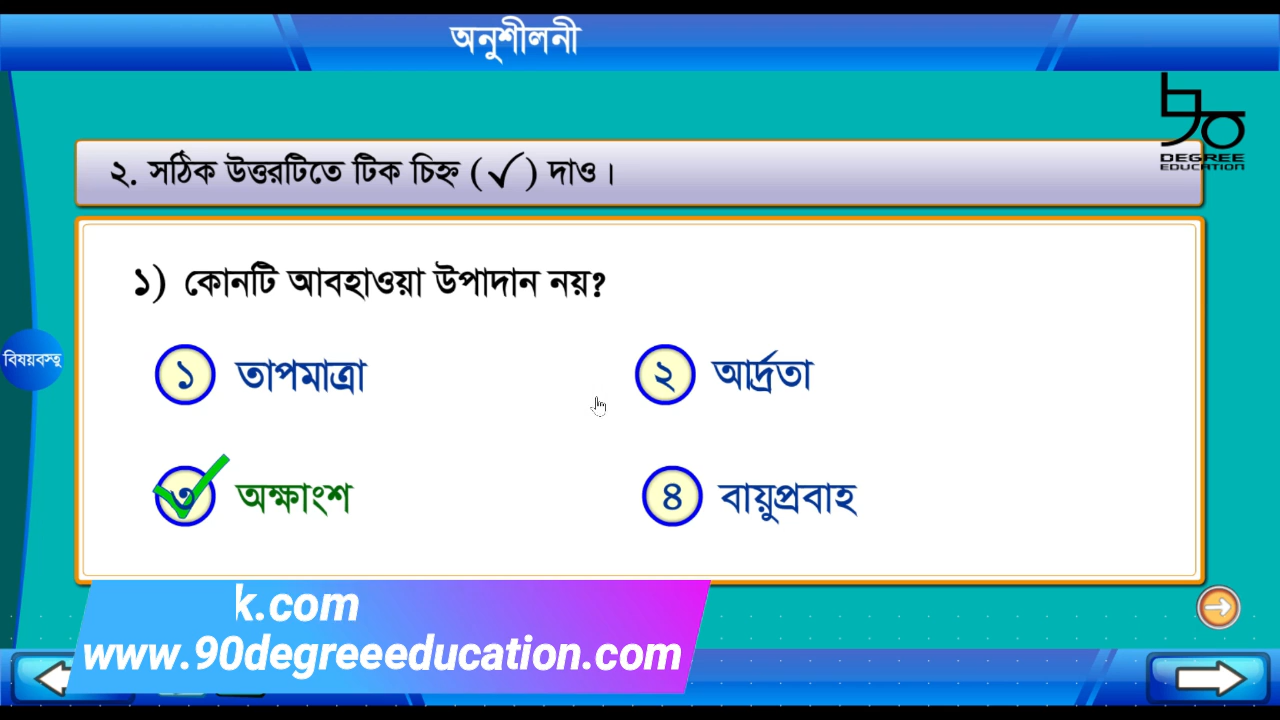 অনুশীলনী
DEGREE
EDUCATION
২. সঠিক উত্তরটিতে টিক চিহ্ন (✓) দাও।
১) কোনটি আবহাওয়া উপাদান নয়?
১ তাপমাত্রা
২ আর্দ্রতা
বিষয়বস্তু
৩ অক্ষাংশ
৪ বায়ুপ্রবাহ
k.com
www.90degreeeducation.com